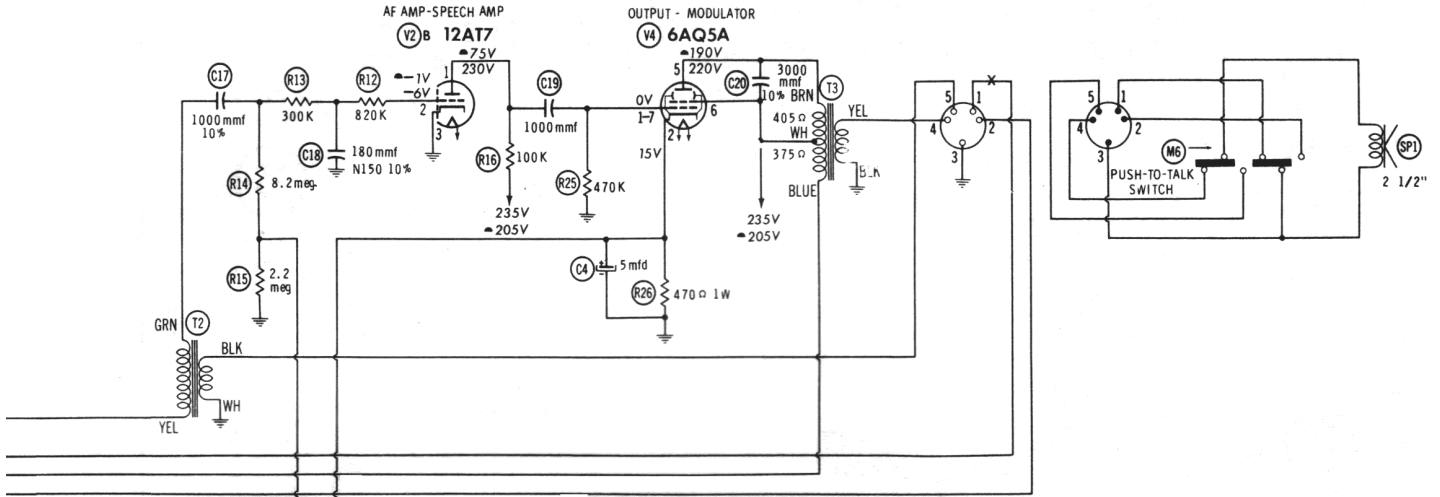 AF AMP-SPEECH AMP
V2 B 12AT7
75V
230V
-1V
-6V
1
2
3
OUTPUT - MODULATOR
V4 6AQ5A
190V
220V
5
0V
1-7
6
2
15V
C17
1000mmf
10%
R13
300K
R12
820K
C18
180mmf
N150 10%
R14
8.2meg.
R15
2.2
meg
C19
1000mmf
R16
100K
235V
205V
R25
470K
C20
3000
mmf
10%
BRN
T3
405Ω
WH
375Ω
BLUE
YEL
BLK
235V
205V
C4
5mfd
R26
470Ω 1W
GRN
T2
BLK
WH
YEL
5
1
X
4
2
3
5
1
4
2
3
M6
PUSH-TO-TALK
SWITCH
SP1
2 1/2"